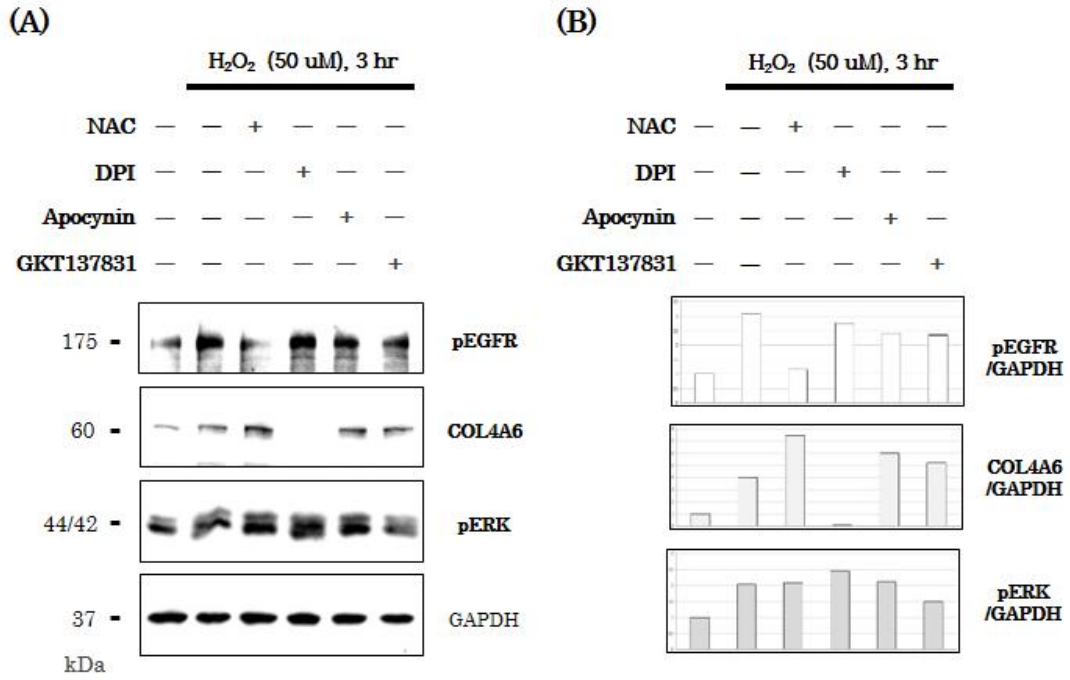 (A)
H₂O₂ (50 uM), 3 hr
NAC — — + — — —
DPI — — — + — —
Apocynin — — — — + —
GKT137831 — — — — — +
175 - pEGFR
60 - COL4A6
44/42 - pERK
37 - GAPDH
kDa
(B)
H₂O₂ (50 uM), 3 hr
NAC — — + — — —
DPI — — — + — —
Apocynin — — — — + —
GKT137831 — — — — — +
pEGFR
/GAPDH
COL4A6
/GAPDH
pERK
/GAPDH